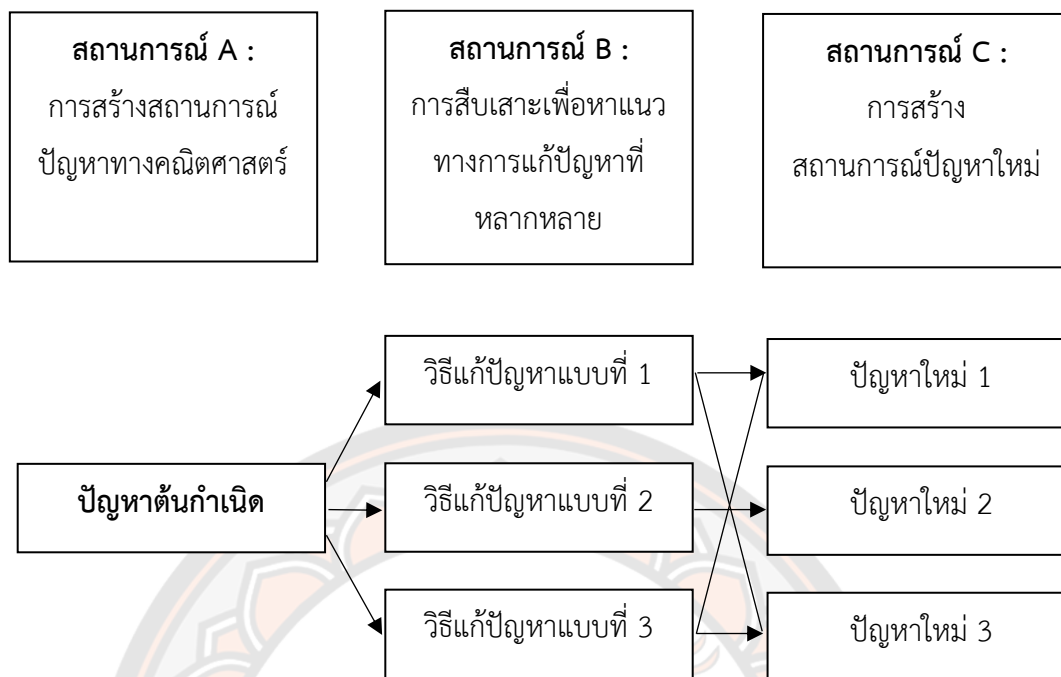 สถานการณ์ A :
การสร้างสถานการณ์
ปัญหาทางคณิตศาสตร์
สถานการณ์ B :
การสืบเสาะเพื่อหาแนว
ทางการแก้ปัญหาที่
หลากหลาย
สถานการณ์ C :
การสร้าง
สถานการณ์ปัญหาใหม่
วิธีแก้ปัญหาแบบที่ 1
ปัญหาใหม่ 1
ปัญหาต้นกำเนิด
วิธีแก้ปัญหาแบบที่ 2
ปัญหาใหม่ 2
วิธีแก้ปัญหาแบบที่ 3
ปัญหาใหม่ 3